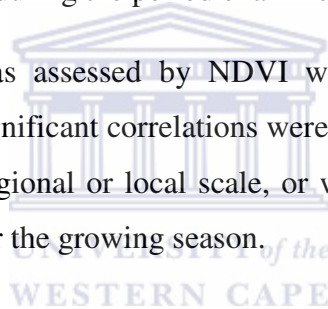 as assessed by NDVI w
nificant correlations were
gional or local scale, or v
r the growing season.
UNIVERSITY of the
WESTERN CAPE